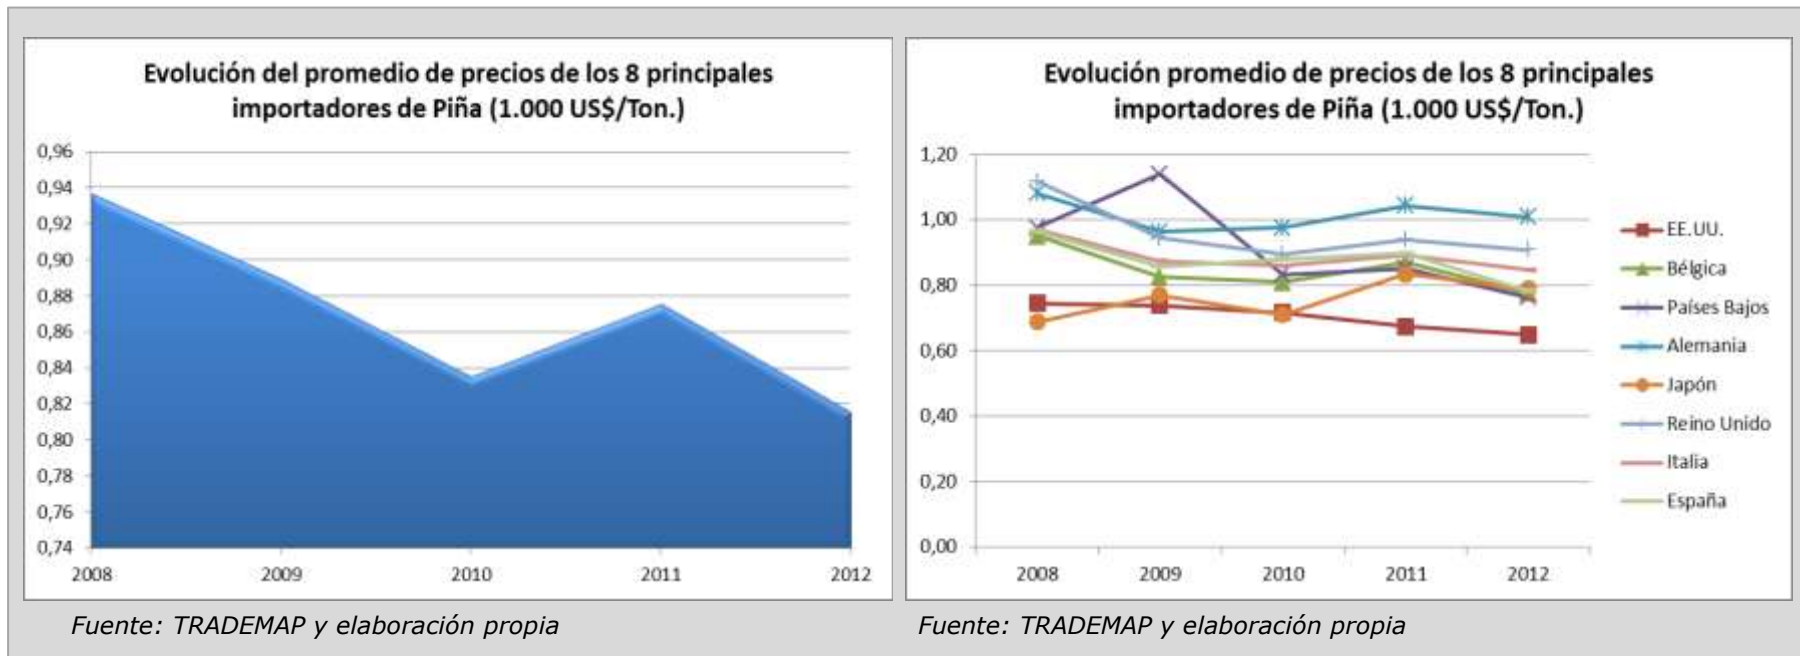 Evolución del promedio de precios de los 8 principales
importadores de Piña (1.000 US$/Ton.)
0,96
0,94
0,92
0,90
0,88
0,86
0,84
0,82
0,80
0,78
0,76
0,74
2008 2009 2010 2011 2012
Fuente: TRADEMAP y elaboración propia
Evolución promedio de precios de los 8 principales
importadores de Piña (1.000 US$/Ton.)
1,20
1,00
0,80
0,60
0,40
0,20
0,00
2008 2009 2010 2011 2012
EE.UU.
Bélgica
Países Bajos
Alemania
Japón
Reino Unido
Italia
España
Fuente: TRADEMAP y elaboración propia